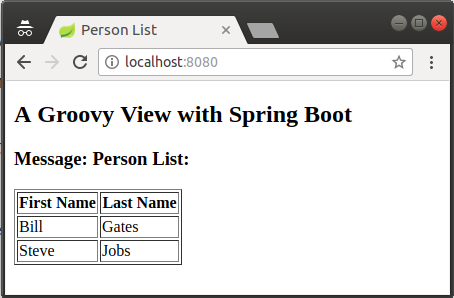 Person List
localhost:8080
A Groovy View with Spring Boot
Message: Person List:
First Name Last Name
Bill Gates
Steve Jobs